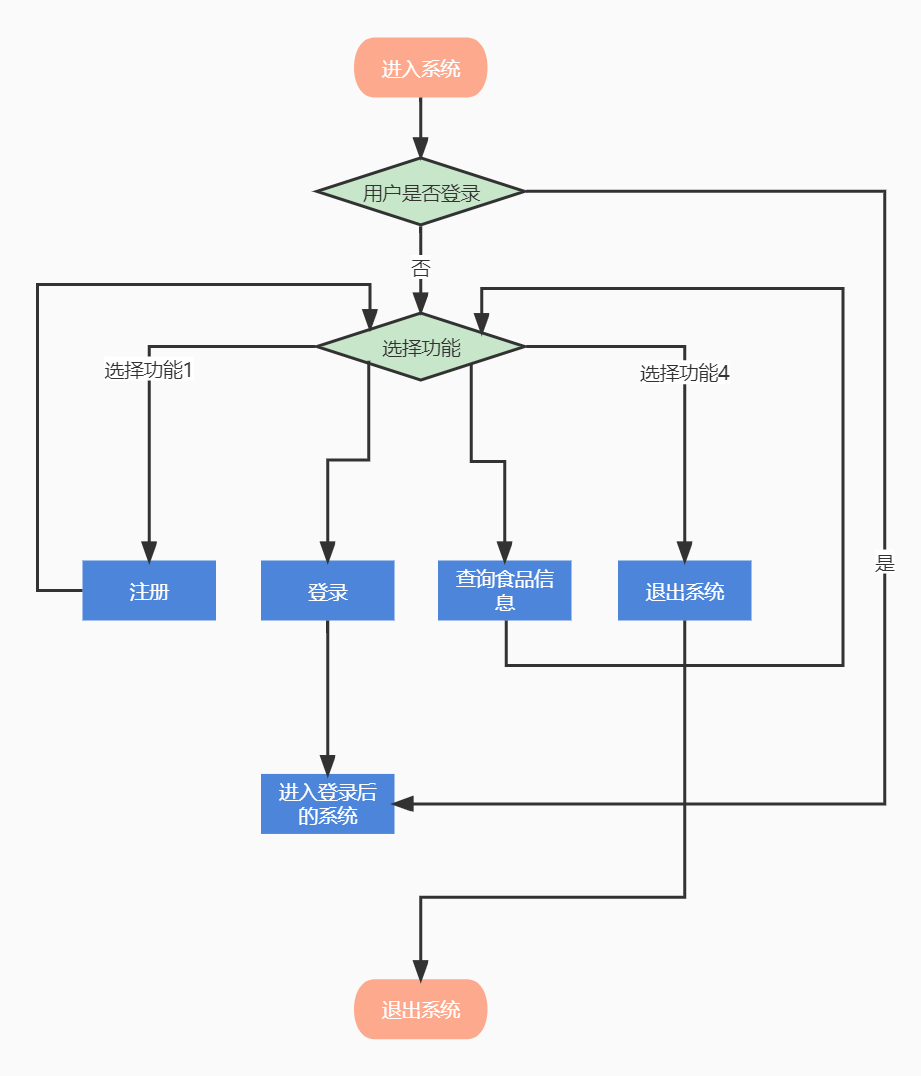 进入系统
用户是否登录
否
选择功能
选择功能1
选择功能4
是
注册
登录
查询食品信
息
退出系统
进入登录后
的系统
退出系统